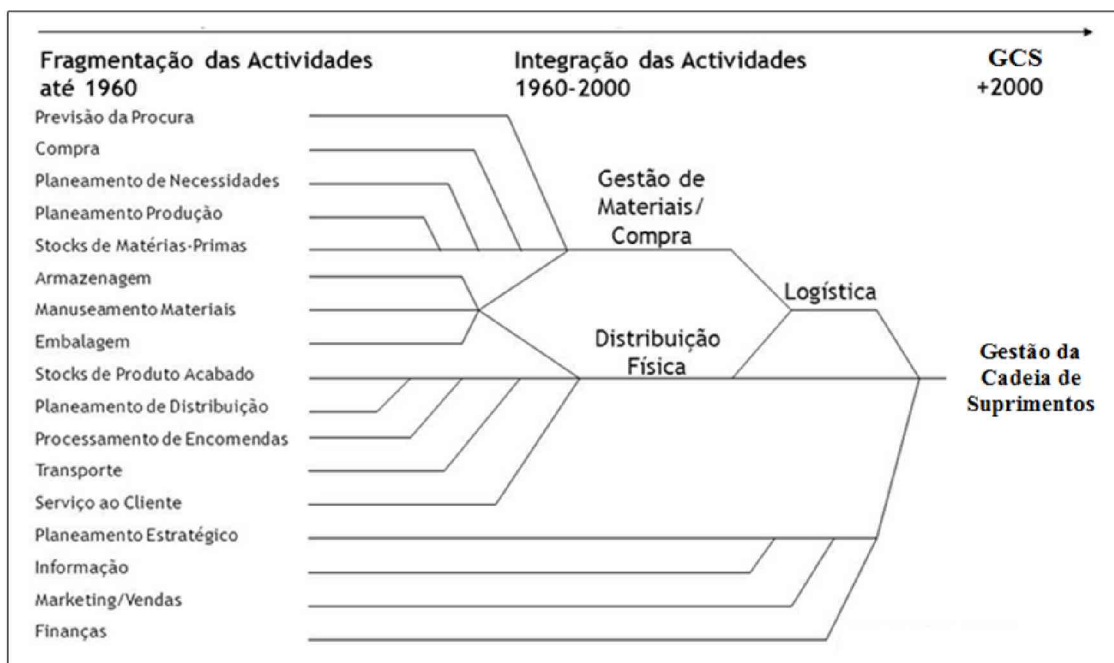 Fragmentação das Actividades
até 1960
Integração das Actividades
1960-2000
GCS
+2000
Previsão da Procura
Compra
Planeamento de Necessidades
Planeamento Produção
Stocks de Matérias-Primas
Armazenagem
Manuseamento Materiais
Embalagem
Stocks de Produto Acabado
Planeamento de Distribuição
Processamento de Encomendas
Transporte
Serviço ao Cliente
Planeamento Estratégico
Informação
Marketing/Vendas
Finanças
Gestão de
Materiais/
Compra
Distribuição
Física
Logística
Gestão da
Cadeia de
Suprimentos